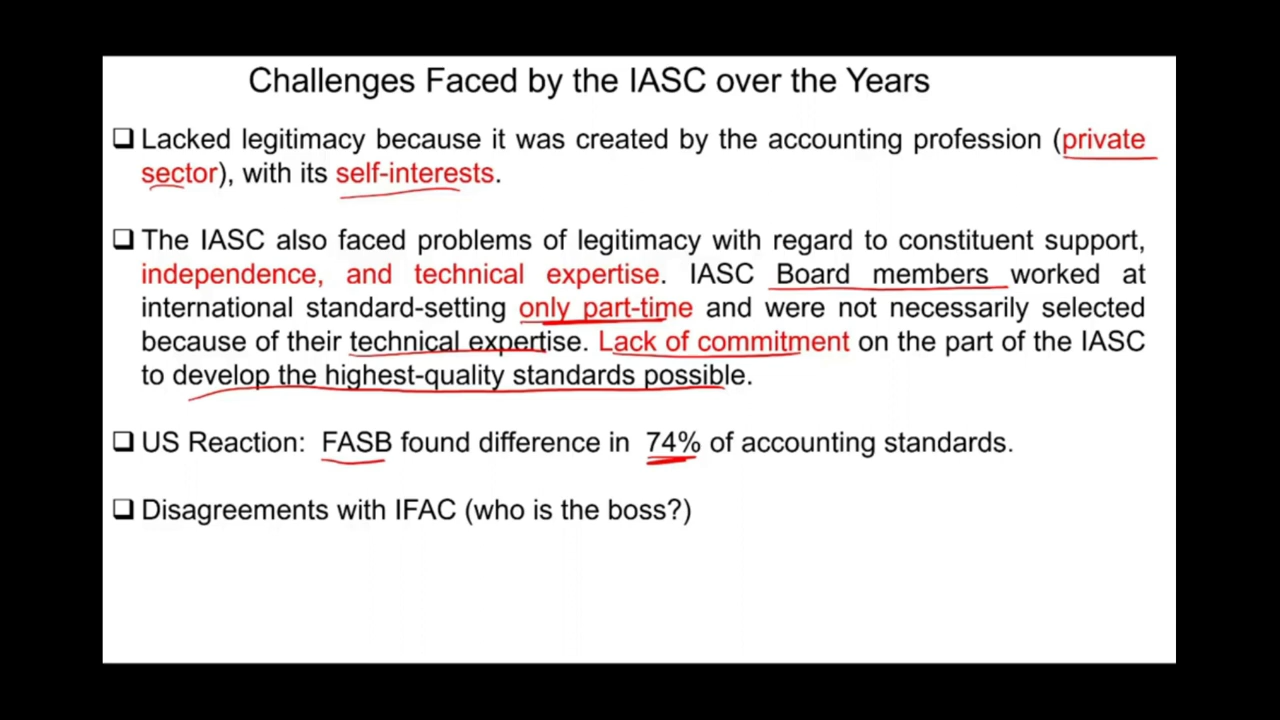 Challenges Faced by the IASC over the Years
❑ Lacked legitimacy because it was created by the accounting profession (private
sector), with its self-interests.
❑ The IASC also faced problems of legitimacy with regard to constituent support,
independence, and technical expertise. IASC Board members worked at
international standard-setting only part-time and were not necessarily selected
because of their technical expertise. Lack of commitment on the part of the IASC
to develop the highest-quality standards possible.
❑ US Reaction: FASB found difference in 74% of accounting standards.
❑ Disagreements with IFAC (who is the boss?)